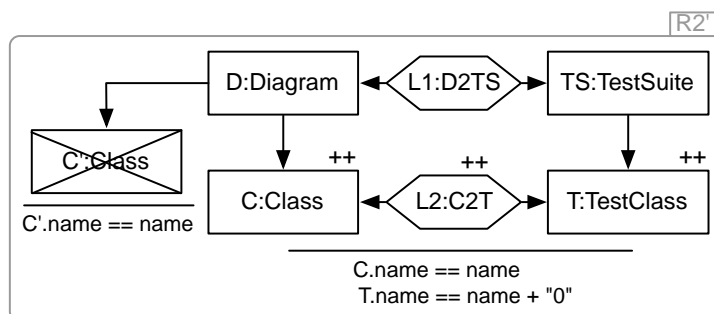 R2'
D:Diagram
L1:D2TS
TS:TestSuite
C':Class
++
++
++
C:Class
L2:C2T
T:TestClass
C'.name == name
C.name == name
T.name == name + "0"